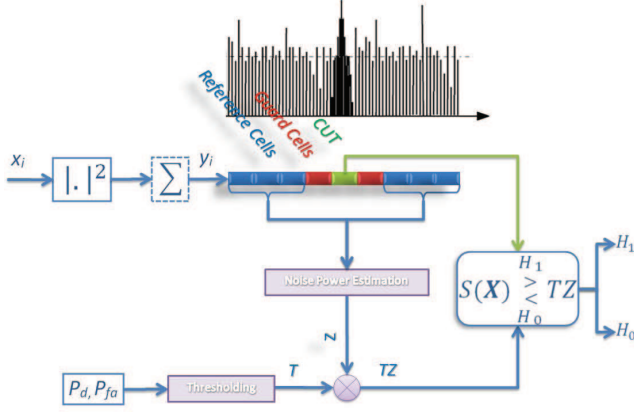 Reference Cells
Guard Cells
CUT
x_i
|.|²
∑
y_i
Noise Power Estimation
Z
P_d, P_fa
Thresholding
T
TZ
S(X) H_1 > < H_0 TZ
H_1
H_0